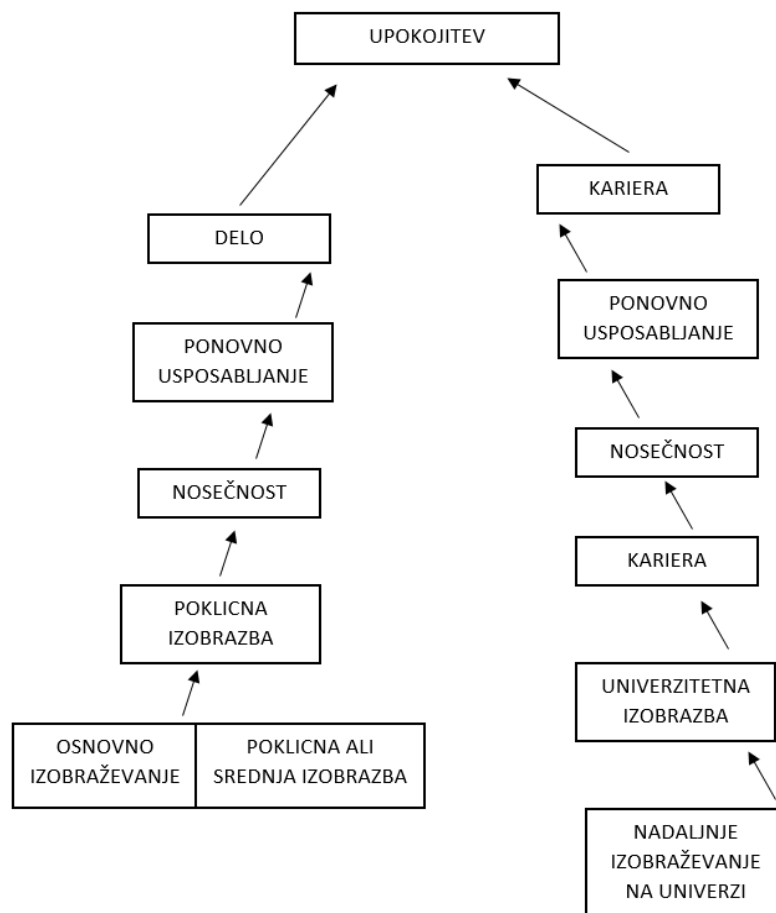 UPOKOJITEV
KARIERA
DELO
PONOVNO
USPOSABLJANJE
PONOVNO
USPOSABLJANJE
NOSEČNOST
NOSEČNOST
KARIERA
POKLICNA
IZOBRAZBA
UNIVERZITETNA
IZOBRAZBA
OSNOVNO
IZOBRAŽEVANJE
POKLICNA ALI
SREDNJA IZOBRAZBA
NADALJNJE
IZOBRAŽEVANJE
NA UNIVERZI